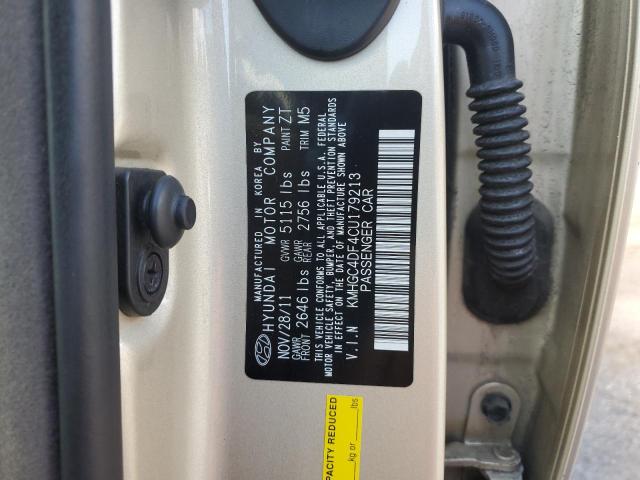 MANUFACTURED IN KOREA BY
HYUNDAI MOTOR COMPANY
NOV/28/11 GVWR 5115 lbs PAINT ZT
GAWR FRONT 2646 lbs GAWR REAR 2756 lbs TRIM M5
THIS VEHICLE CONFORMS TO ALL APPLICABLE U.S.A. FEDERAL
MOTOR VEHICLE SAFETY, BUMPER, AND THEFT PREVENTION STANDARDS
IN EFFECT ON THE DATE OF MANUFACTURE SHOWN ABOVE
V.I.N KMHGC4DF4CU179213
PASSENGER CAR
CAPACITY REDUCED
kg or lbs